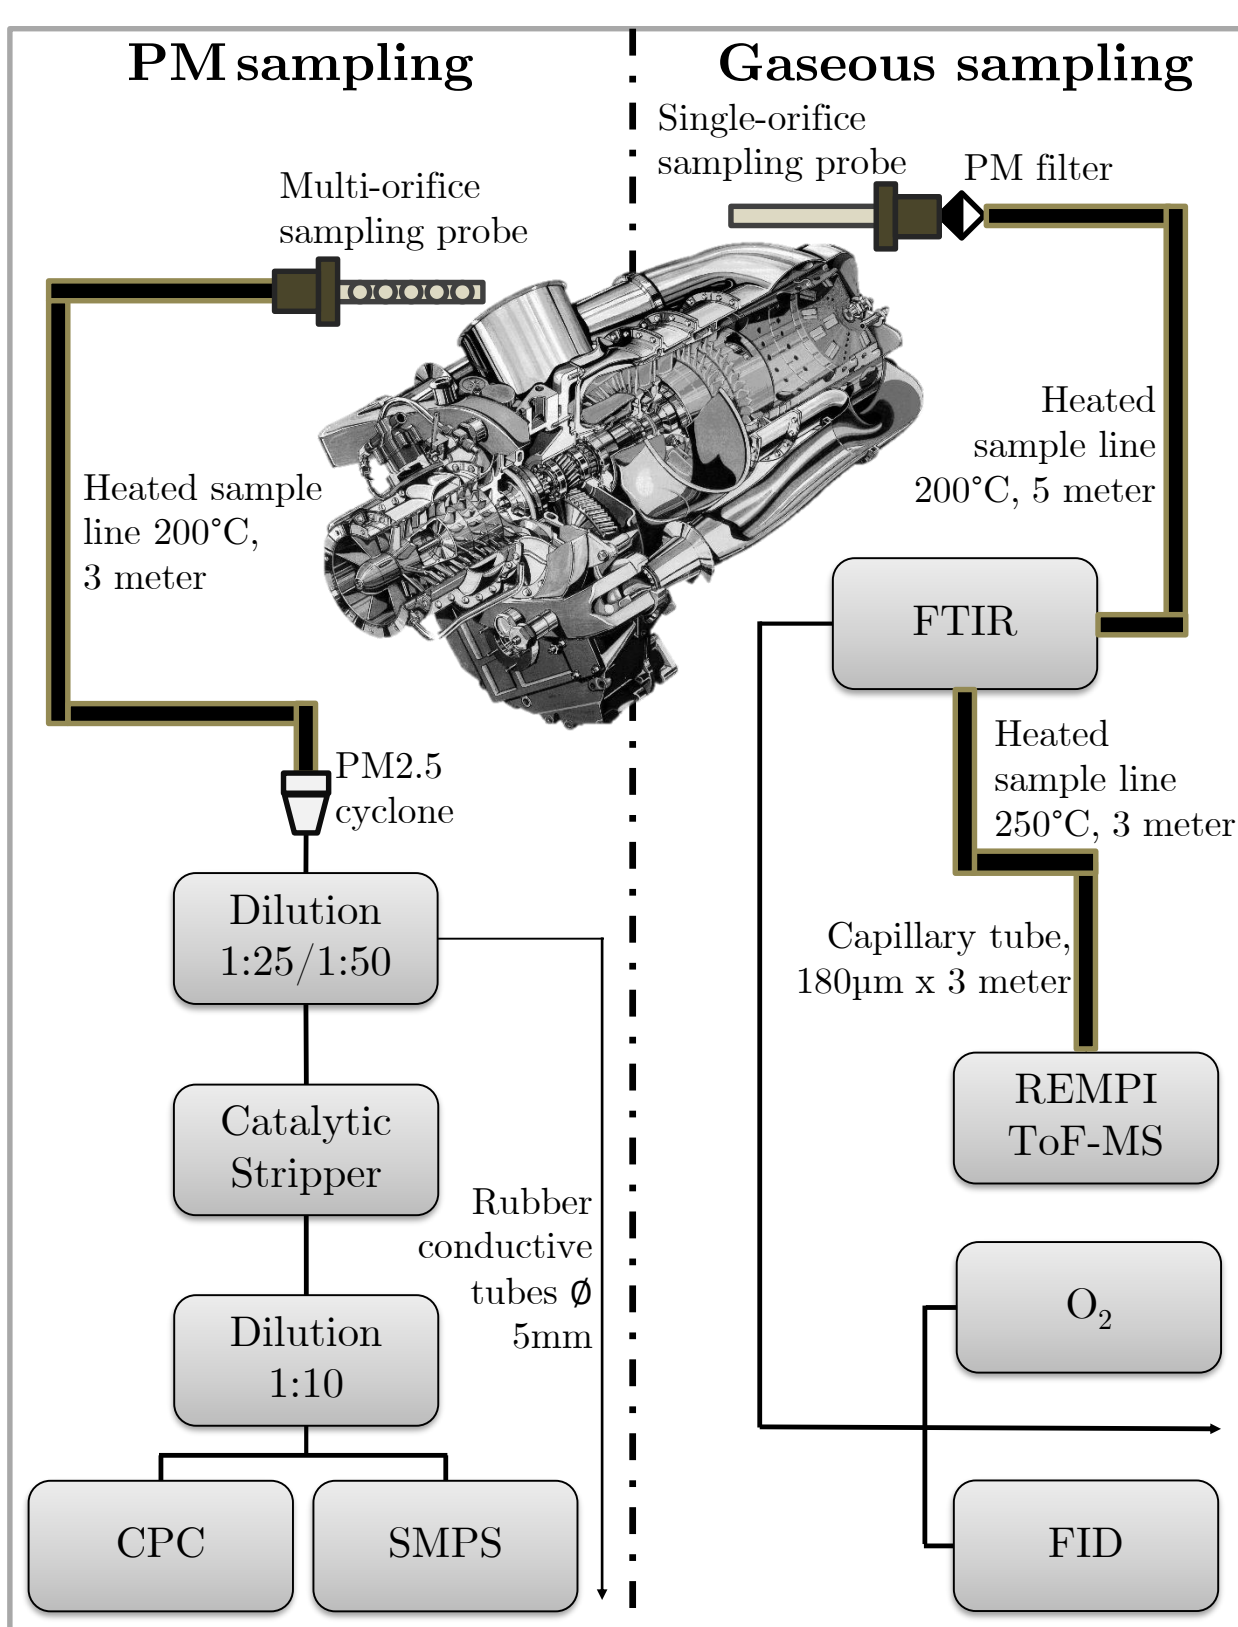 PM sampling
Multi-orifice
sampling probe
Heated sample
line 200°C,
3 meter
PM2.5
cyclone
Dilution
1:25/1:50
Catalytic
Stripper
Rubber
conductive
tubes Ø
5mm
Dilution
1:10
CPC
SMPS
Gaseous sampling
Single-orifice
sampling probe
PM filter
Heated
sample line
200°C, 5 meter
FTIR
Heated
sample line
250°C, 3 meter
Capillary tube,
180µm x 3 meter
REMPI
ToF-MS
O₂
FID